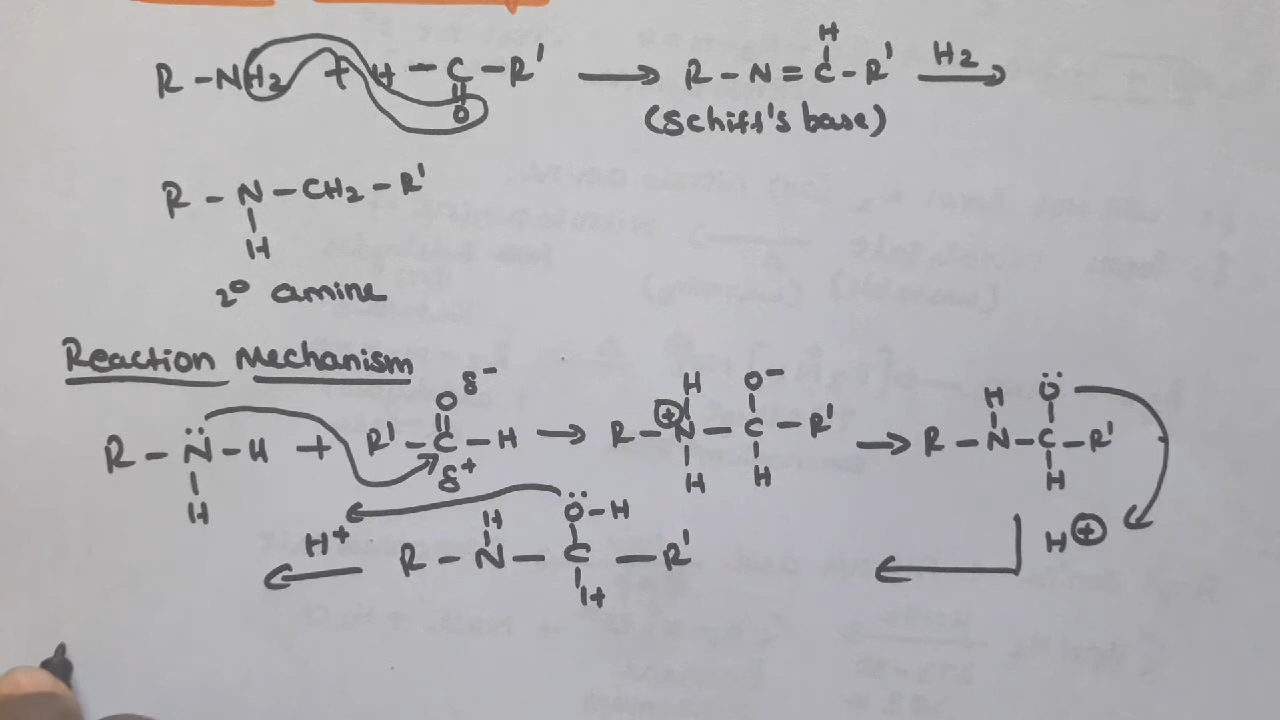 R - NH2 + H - C - R' → R - N = C - R' H2 →
H
O
(Schiff's base)
R - N - CH2 - R'
H
2° amine
Reaction Mechanism
δ-
O H O- H Ö
R - N̈ - H + R' - C - H → R - N - C - R' → R - N - C - R'
⊕
H δ+ H H H
H Ö - H H ⊕
H+ R - N - C - R'
H